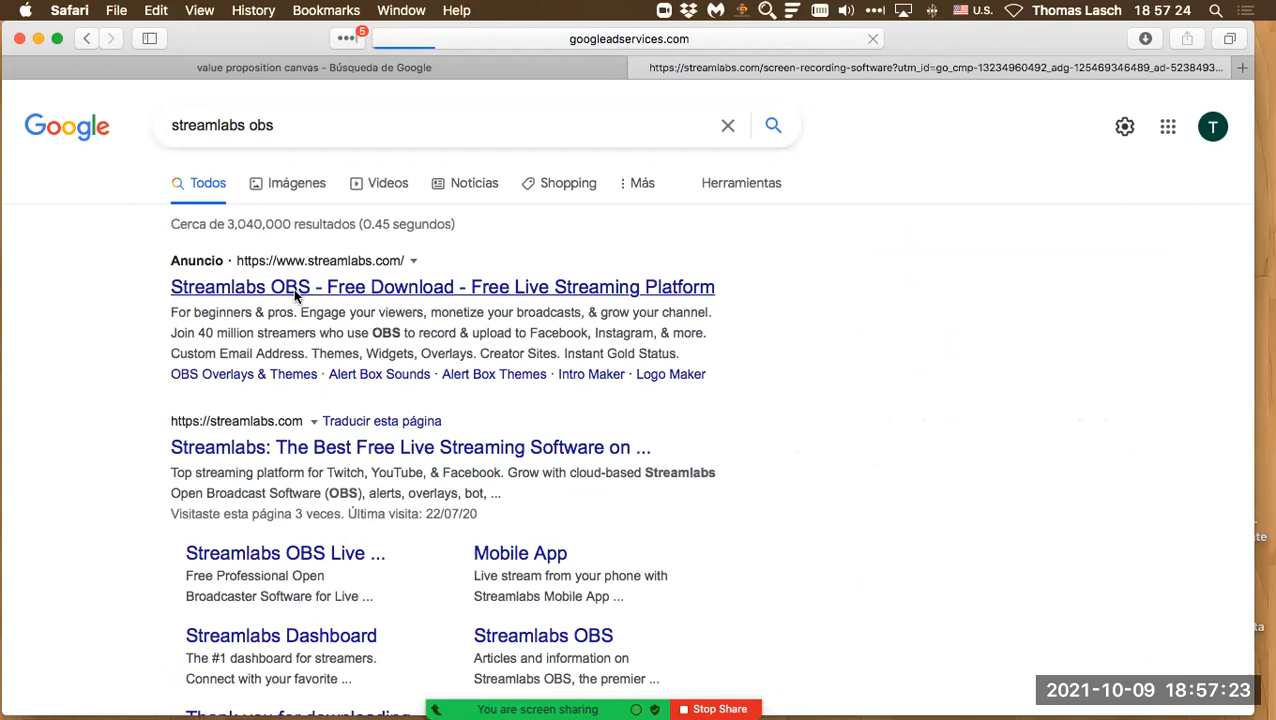 Safari File Edit View History Bookmarks Window Help U.S. Thomas Lasch 18 57 24
5 googleadservices.com
value proposition canvas - Búsqueda de Google https://streamlabs.com/screen-recording-software?utm_id=go_cmp-13234960492_adg-125469346489_ad-5238493...
Google streamlabs obs T
Todos Imágenes Videos Noticias Shopping Más Herramientas
Cerca de 3,040,000 resultados (0.45 segundos)
Anuncio · https://www.streamlabs.com/
Streamlabs OBS - Free Download - Free Live Streaming Platform
For beginners & pros. Engage your viewers, monetize your broadcasts, & grow your channel.
Join 40 million streamers who use OBS to record & upload to Facebook, Instagram, & more.
Custom Email Address. Themes, Widgets, Overlays. Creator Sites. Instant Gold Status.
OBS Overlays & Themes · Alert Box Sounds · Alert Box Themes · Intro Maker · Logo Maker
https://streamlabs.com Traducir esta página
Streamlabs: The Best Free Live Streaming Software on ...
Top streaming platform for Twitch, YouTube, & Facebook. Grow with cloud-based Streamlabs
Open Broadcast Software (OBS), alerts, overlays, bot, ...
Visitaste esta página 3 veces. Última visita: 22/07/20
Streamlabs OBS Live ... Mobile App
Free Professional Open Live stream from your phone with
Broadcaster Software for Live ... Streamlabs Mobile App ...
Streamlabs Dashboard Streamlabs OBS
The #1 dashboard for streamers. Articles and information on
Connect with your favorite ... Streamlabs OBS, the premier ...
Thank you for downloading
You are screen sharing Stop Share
2021-10-09 18:57:23